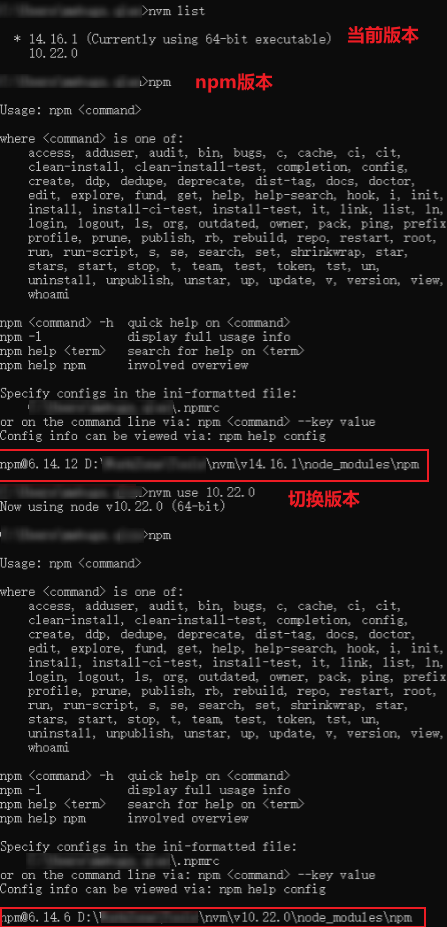 >nvm list
* 14.16.1 (Currently using 64-bit executable) 当前版本
10.22.0
>npm npm版本
Usage: npm <command>
where <command> is one of:
access, adduser, audit, bin, bugs, c, cache, ci, cit,
clean-install, clean-install-test, completion, config,
create, ddp, dedupe, deprecate, dist-tag, docs, doctor,
edit, explore, fund, get, help, help-search, hook, i, init,
install, install-ci-test, install-test, it, link, list, ln,
login, logout, ls, org, outdated, owner, pack, ping, prefix
profile, prune, publish, rb, rebuild, repo, restart, root,
run, run-script, s, se, search, set, shrinkwrap, star,
stars, start, stop, t, team, test, token, tst, un,
uninstall, unpublish, unstar, up, update, v, version, view,
whoami
npm <command> -h quick help on <command>
npm -l display full usage info
npm help <term> search for help on <term>
npm help npm involved overview
Specify configs in the ini-formatted file:
\.npmrc
or on the command line via: npm <command> --key value
Config info can be viewed via: npm help config
npm@6.14.12 D:\ \nvm\v14.16.1\node_modules\npm
>nvm use 10.22.0 切换版本
Now using node v10.22.0 (64-bit)
>npm
Usage: npm <command>
where <command> is one of:
access, adduser, audit, bin, bugs, c, cache, ci, cit,
clean-install, clean-install-test, completion, config,
create, ddp, dedupe, deprecate, dist-tag, docs, doctor,
edit, explore, fund, get, help, help-search, hook, i, init,
install, install-ci-test, install-test, it, link, list, ln,
login, logout, ls, org, outdated, owner, pack, ping, prefix
profile, prune, publish, rb, rebuild, repo, restart, root,
run, run-script, s, se, search, set, shrinkwrap, star,
stars, start, stop, t, team, test, token, tst, un,
uninstall, unpublish, unstar, up, update, v, version, view,
whoami
npm <command> -h quick help on <command>
npm -l display full usage info
npm help <term> search for help on <term>
npm help npm involved overview
Specify configs in the ini-formatted file:
\.npmrc
or on the command line via: npm <command> --key value
Config info can be viewed via: npm help config
npm@6.14.6 D:\ \nvm\v10.22.0\node_modules\npm